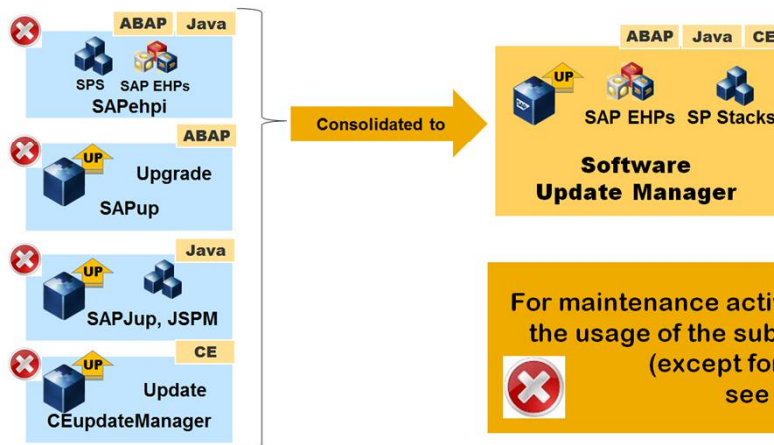 ABAP Java
SPS SAP EHPs
SAPehpi
ABAP
UP
Upgrade
SAPup
Java
UP
SAPJup, JSPM
CE
UP
Update
CEupdateManager
Consolidated to
ABAP Java CE
UP
SAP
SAP EHPs SP Stacks
Software
Update Manager
For maintenance acti
the usage of the sub
(except for
see